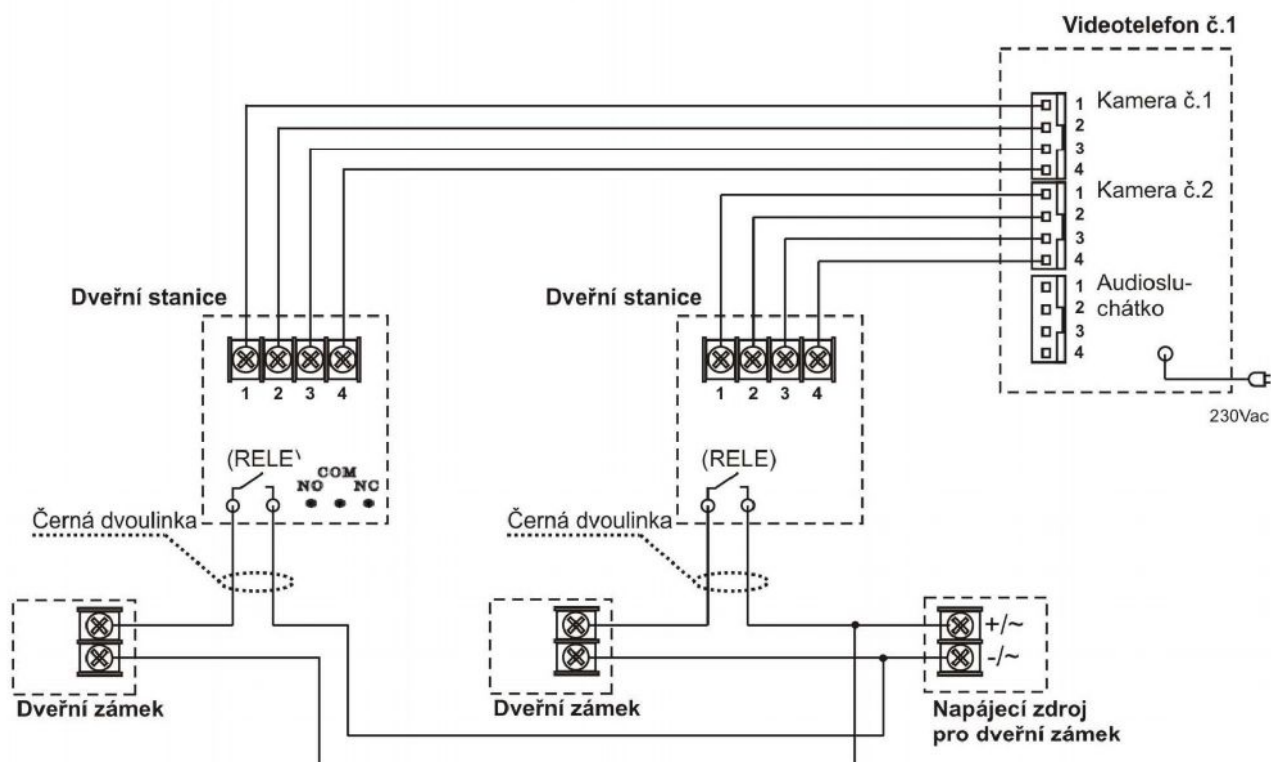 Videotelefon č.1
1 Kamera č.1
2
3
4
1 Kamera č.2
2
3
4
1 Audioslu-
2 chátko
3
4
230Vac
Dveřní stanice
1 2 3 4
(RELE)
NO COM NC
Černá dvoulinka
Dveřní stanice
1 2 3 4
(RELE)
Černá dvoulinka
Dveřní zámek
Dveřní zámek
+/~
-/~
Napájecí zdroj
pro dveřní zámek